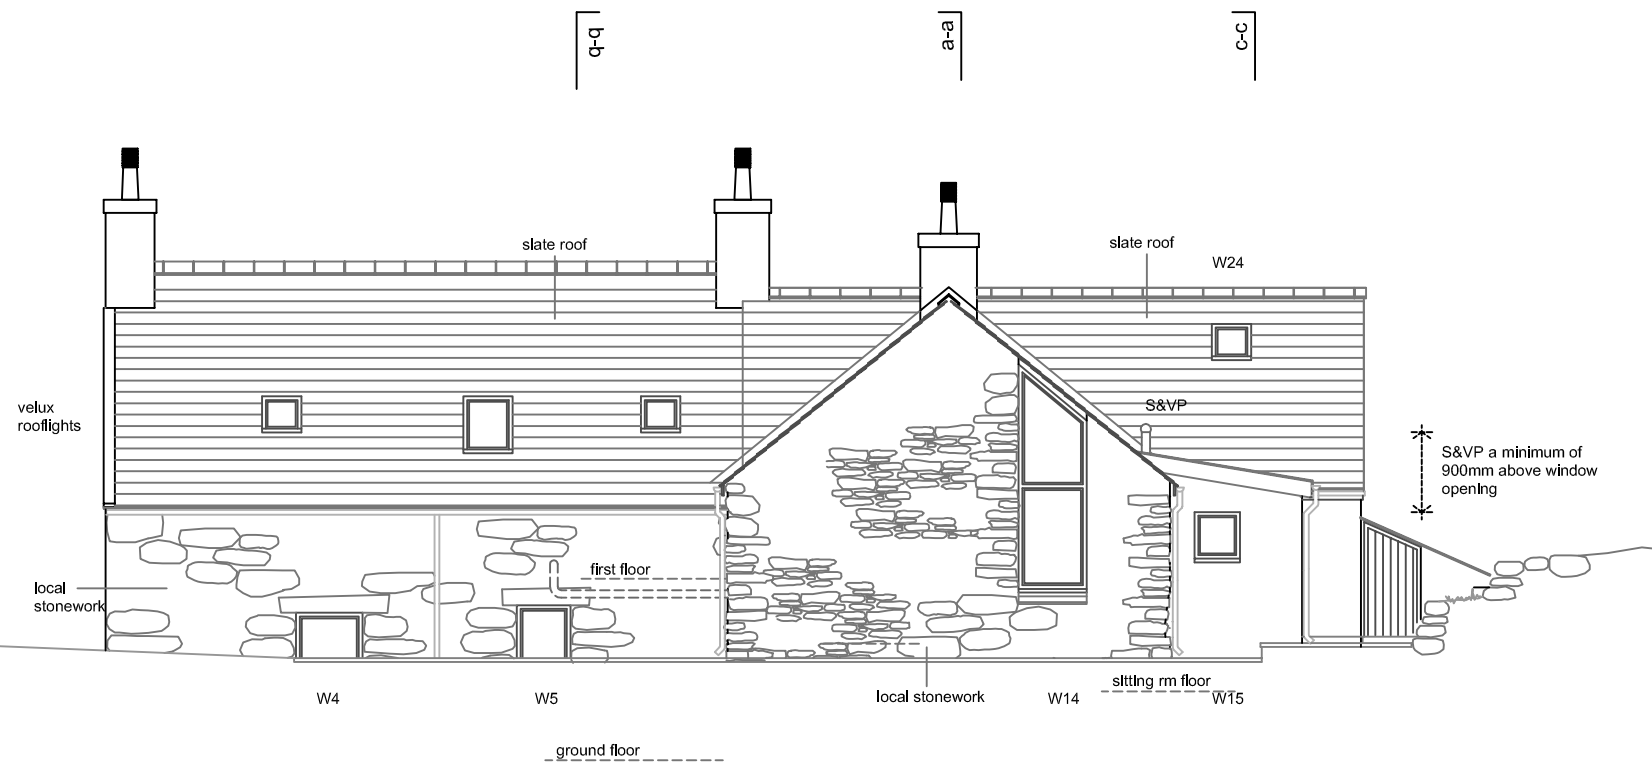 b-b
a-a
c-c
slate roof
slate roof
W24
velux
rooflights
S&VP
S&VP a minimum of
900mm above window
opening
first floor
local
stonework
sitting rm floor
local stonework
W4
W5
W14
W15
ground floor